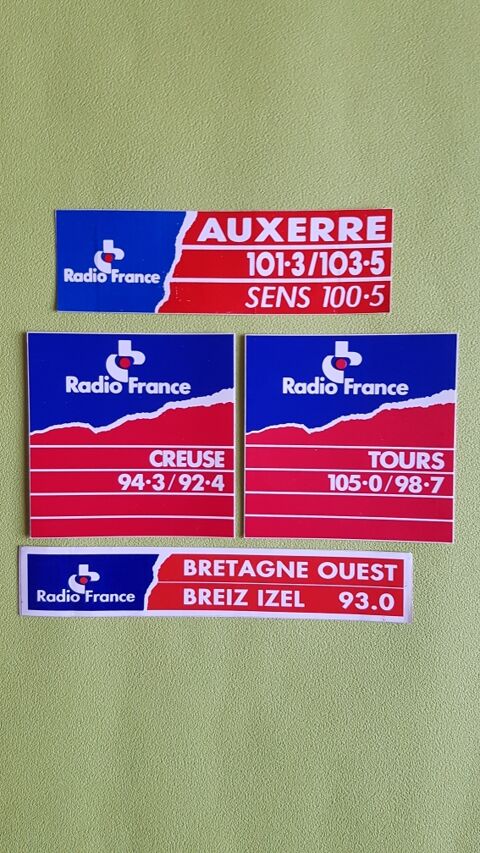 Radio France
AUXERRE
101·3/103·5
SENS 100·5
Radio France
CREUSE
94·3/92·4
Radio France
TOURS
105·0/98·7
Radio France
BRETAGNE OUEST
BREIZ IZEL 93.0